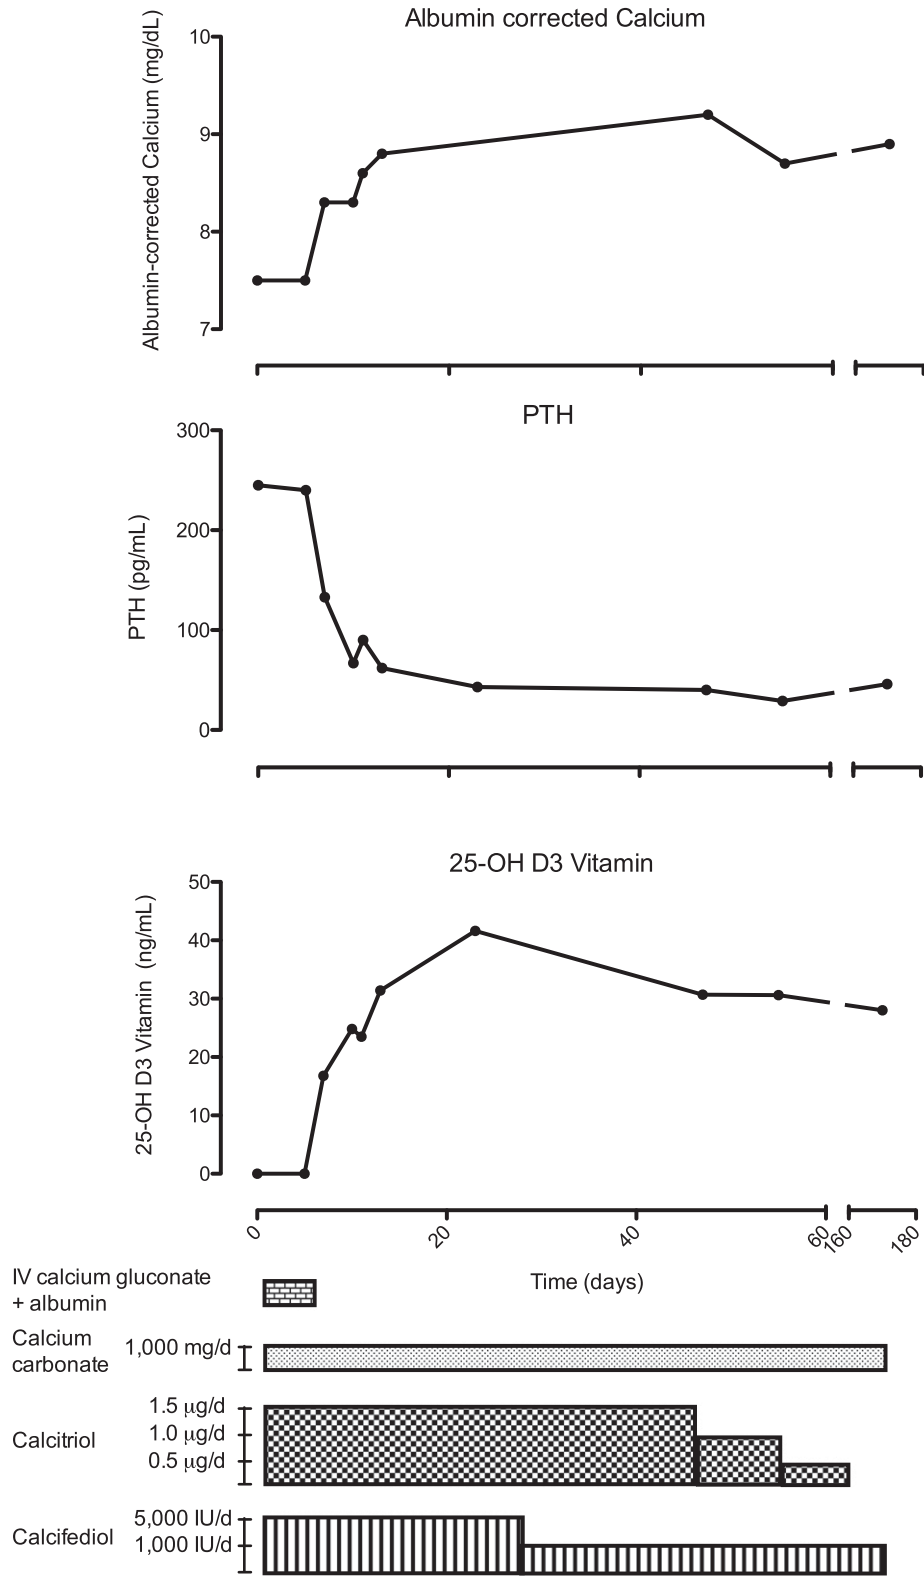 Albumin corrected Calcium
Albumin-corrected Calcium (mg/dL)
10
9
8
7
PTH
PTH (pg/mL)
300
200
100
0
25-OH D3 Vitamin
25-OH D3 Vitamin (ng/mL)
50
40
30
20
10
0
0
20
40
60
160
180
Time (days)
IV calcium gluconate
+ albumin
Calcium
carbonate
1,000 mg/d
Calcitriol
1.5 μg/d
1.0 μg/d
0.5 μg/d
Calcifediol
5,000 IU/d
1,000 IU/d